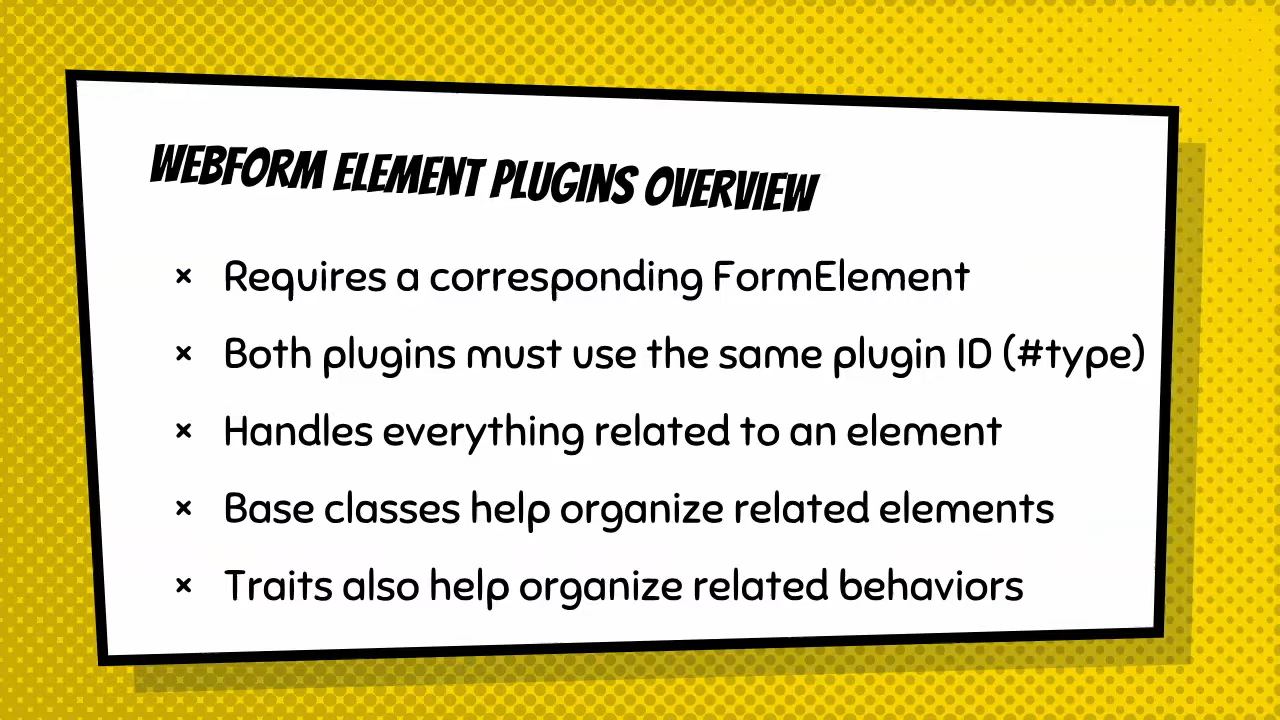 WEBFORM ELEMENT PLUGINS OVERVIEW
× Requires a corresponding FormElement
× Both plugins must use the same plugin ID (#type)
× Handles everything related to an element
× Base classes help organize related elements
× Traits also help organize related behaviors